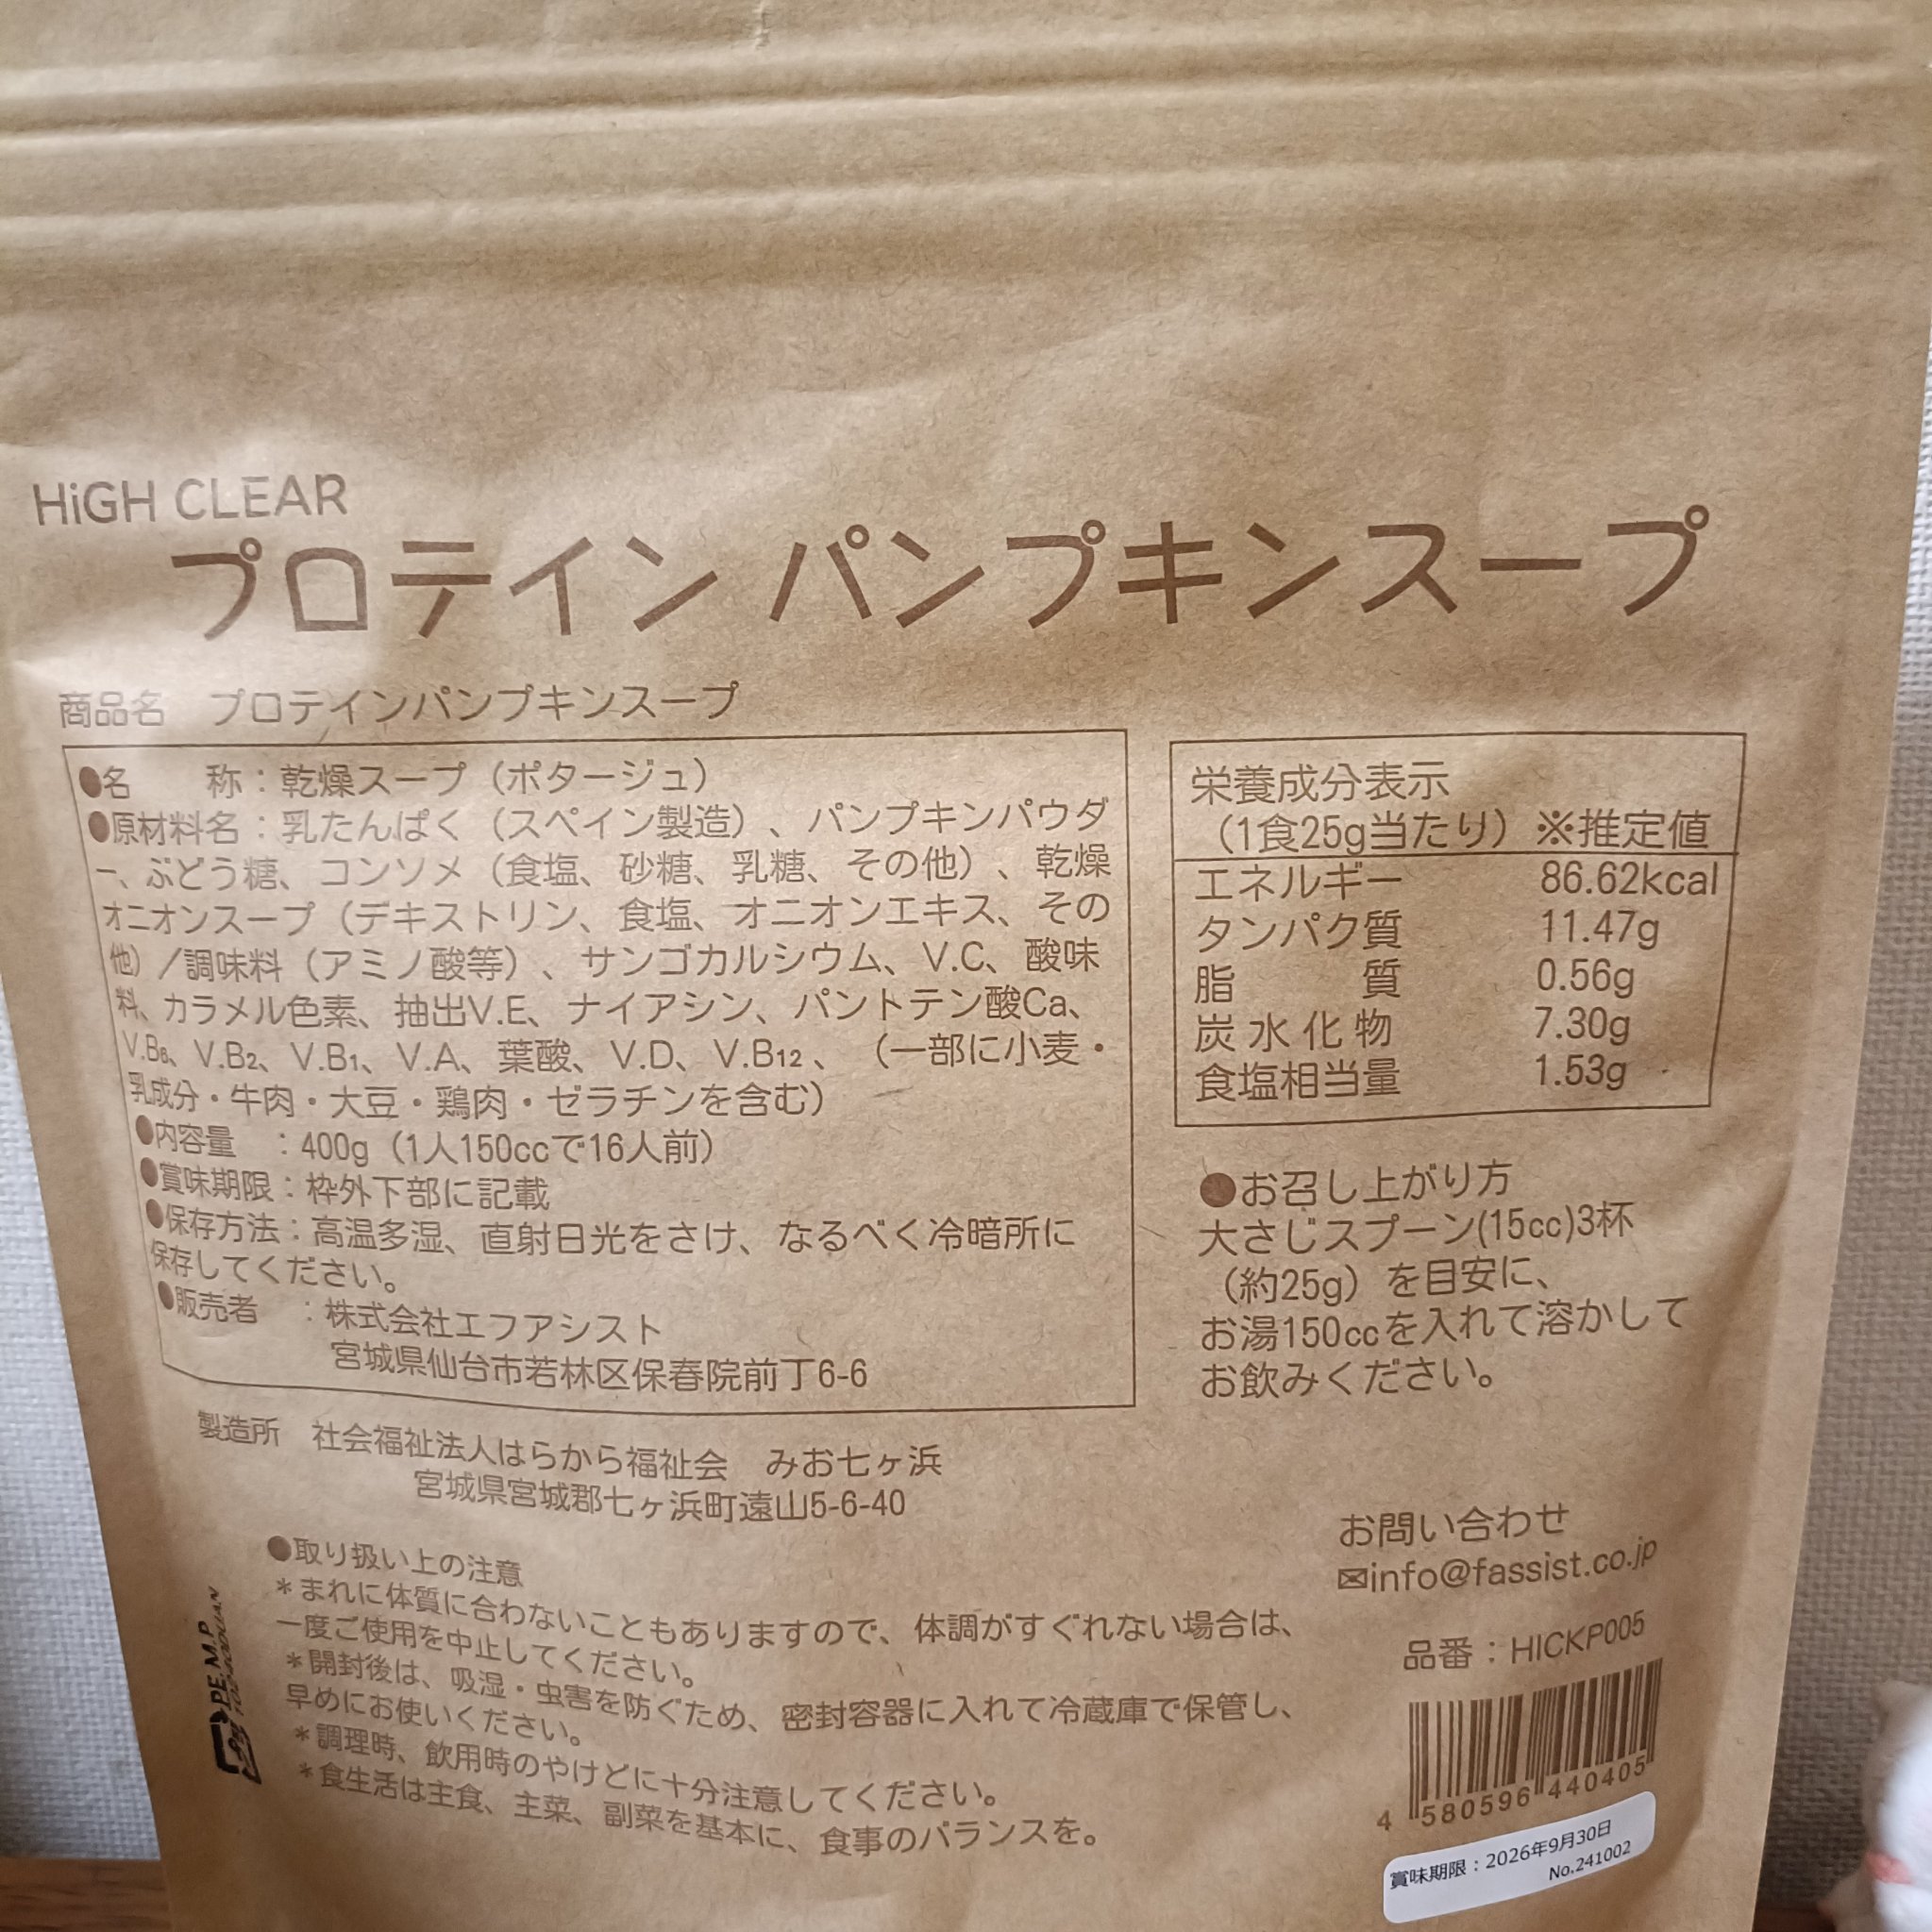 HiGH CLEAR
プロテイン パンプキンスープ
商品名 プロテインパンプキンスープ
●名 称：乾燥スープ（ポタージュ）
●原材料名：乳たんぱく（スペイン製造）、パンプキンパウダ
ー、ぶどう糖、コンソメ（食塩、砂糖、乳糖、その他）、乾燥
オニオンスープ（デキストリン、食塩、オニオンエキス、その
他）／調味料（アミノ酸等）、サンゴカルシウム、V.C、酸味
料、カラメル色素、抽出V.E、ナイアシン、パントテン酸Ca、
V.B₆、V.B₂、V.B₁、V.A、葉酸、V.D、V.B₁₂、（一部に小麦・
乳成分・牛肉・大豆・鶏肉・ゼラチンを含む）
●内容量 ：400g（1人150ccで16人前）
●賞味期限：枠外下部に記載
●保存方法：高温多湿、直射日光をさけ、なるべく冷暗所に
保存してください。
●販売者 ：株式会社エフアシスト
宮城県仙台市若林区保春院前丁6-6
栄養成分表示
（1食25g当たり）※推定値
エネルギー 86.62kcal
タンパク質 11.47g
脂 質 0.56g
炭水化物 7.30g
食塩相当量 1.53g
●お召し上がり方
大さじスプーン(15cc)3杯
（約25g）を目安に、
お湯150ccを入れて溶かして
お飲みください。
製造所 社会福祉法人はらから福祉会 みお七ヶ浜
宮城県宮城郡七ヶ浜町遠山5-6-40
●取り扱い上の注意
＊まれに体質に合わないこともありますので、体調がすぐれない場合は、
一度ご使用を中止してください。
＊開封後は、吸湿・虫害を防ぐため、密封容器に入れて冷蔵庫で保管し、
早めにお使いください。
＊調理時、飲用時のやけどに十分注意してください。
＊食生活は主食、主菜、副菜を基本に、食事のバランスを。
PE,M,P
お問い合わせ
✉info@fassist.co.jp
品番：HICKP005
4 580596 440405
賞味期限：2026年9月30日
No.241002